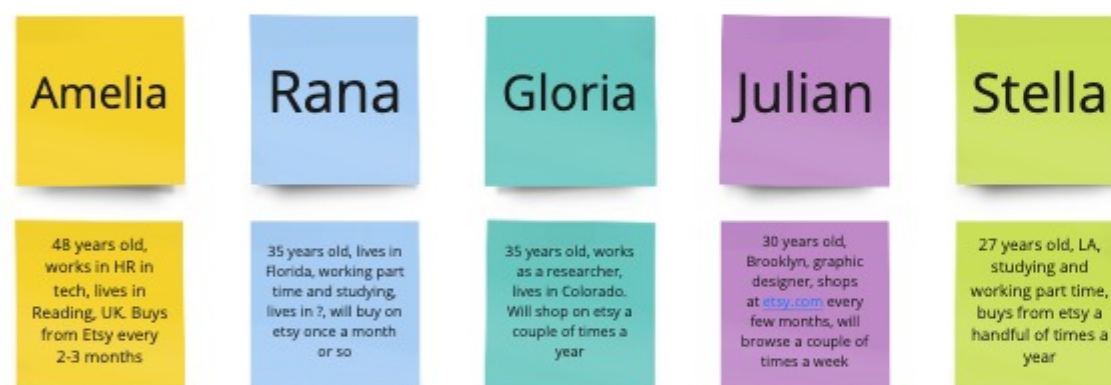 Amelia
Rana
Gloria
Julian
Stella
48 years old,
works in HR in
tech, lives in
Reading, UK. Buys
from Etsy every
2-3 months
35 years old, lives in
Florida, working part
time and studying,
lives in ?, will buy on
etsy once a month
or so
35 years old, works
as a researcher,
lives in Colorado.
Will shop on etsy a
couple of times a
year
30 years old,
Brooklyn, graphic
designer, shops
at etsy.com every
few months, will
browse a couple of
times a week
27 years old, LA,
studying and
working part time,
buys from etsy a
handful of times a
year